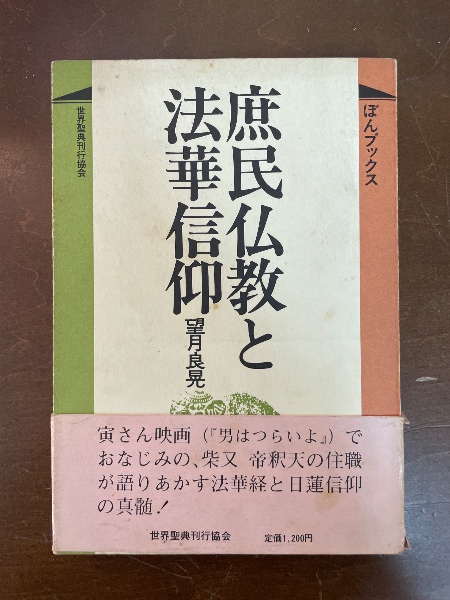 ぼんブックス
庶民仏教と
法華信仰
望月良晃
世界聖典刊行協会
寅さん映画（『男はつらいよ』）で
おなじみの、柴又 帝釈天の住職
が語りあかす法華経と日蓮信仰
の真髄！
世界聖典刊行協会 定価1,200円